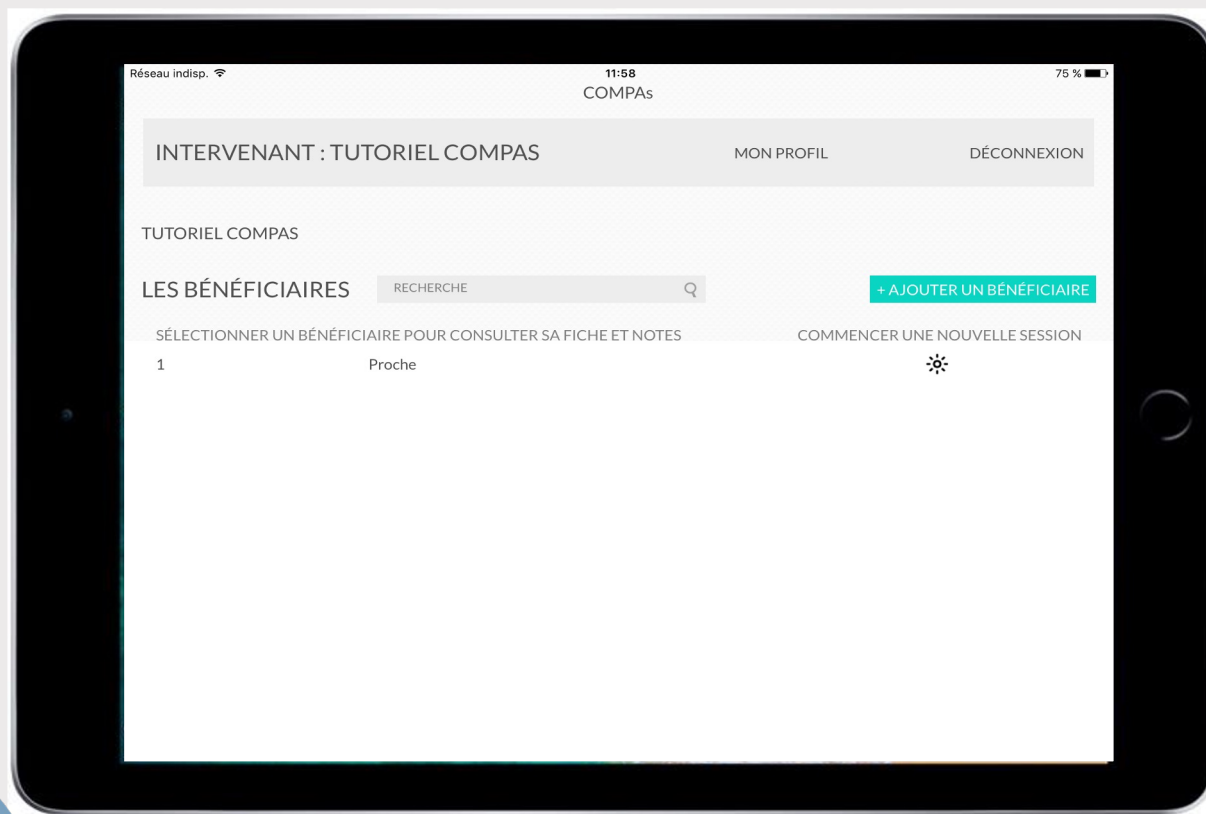 Réseau indisp. 11:58 75 %
COMPAs
INTERVENANT : TUTORIEL COMPAS MON PROFIL DÉCONNEXION
TUTORIEL COMPAS
LES BÉNÉFICIAIRES RECHERCHE + AJOUTER UN BÉNÉFICIAIRE
SÉLECTIONNER UN BÉNÉFICIAIRE POUR CONSULTER SA FICHE ET NOTES COMMENCER UNE NOUVELLE SESSION
1 Proche